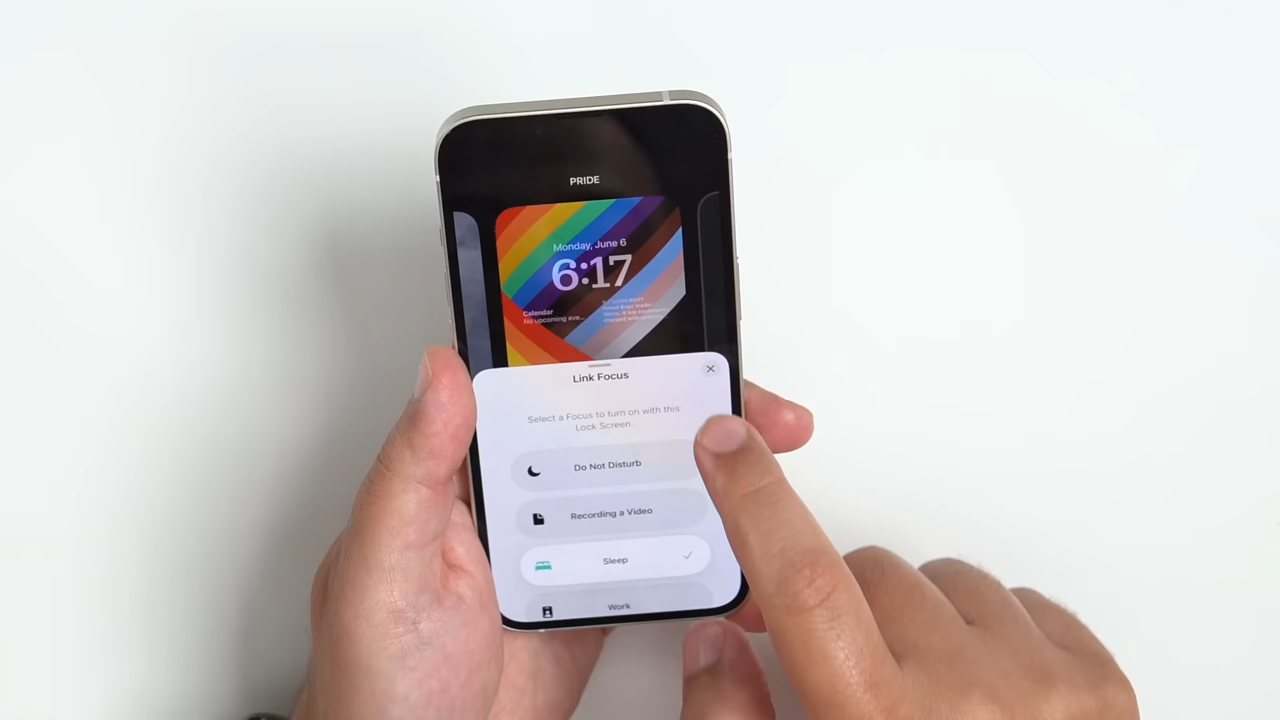 PRIDE
Monday, June 6
6:17
Calendar
No upcoming eve...
Link Focus
Select a Focus to turn on with this
Lock Screen.
Do Not Disturb
Recording a Video
Sleep
Work